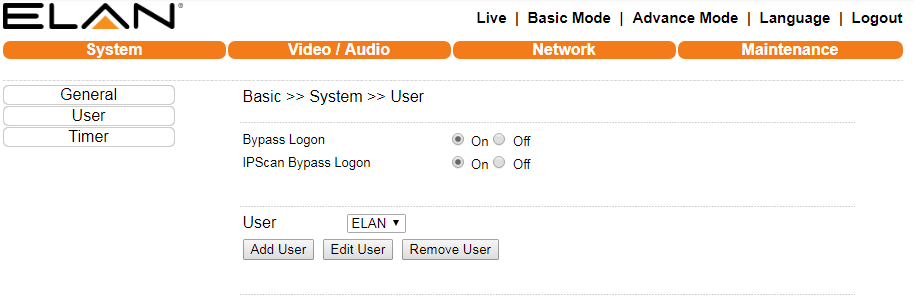 ELAN®
Live | Basic Mode | Advance Mode | Language | Logout
System Video / Audio Network Maintenance
General
User
Timer
Basic >> System >> User
Bypass Logon On Off
IPScan Bypass Logon On Off
User ELAN ▼
Add User Edit User Remove User